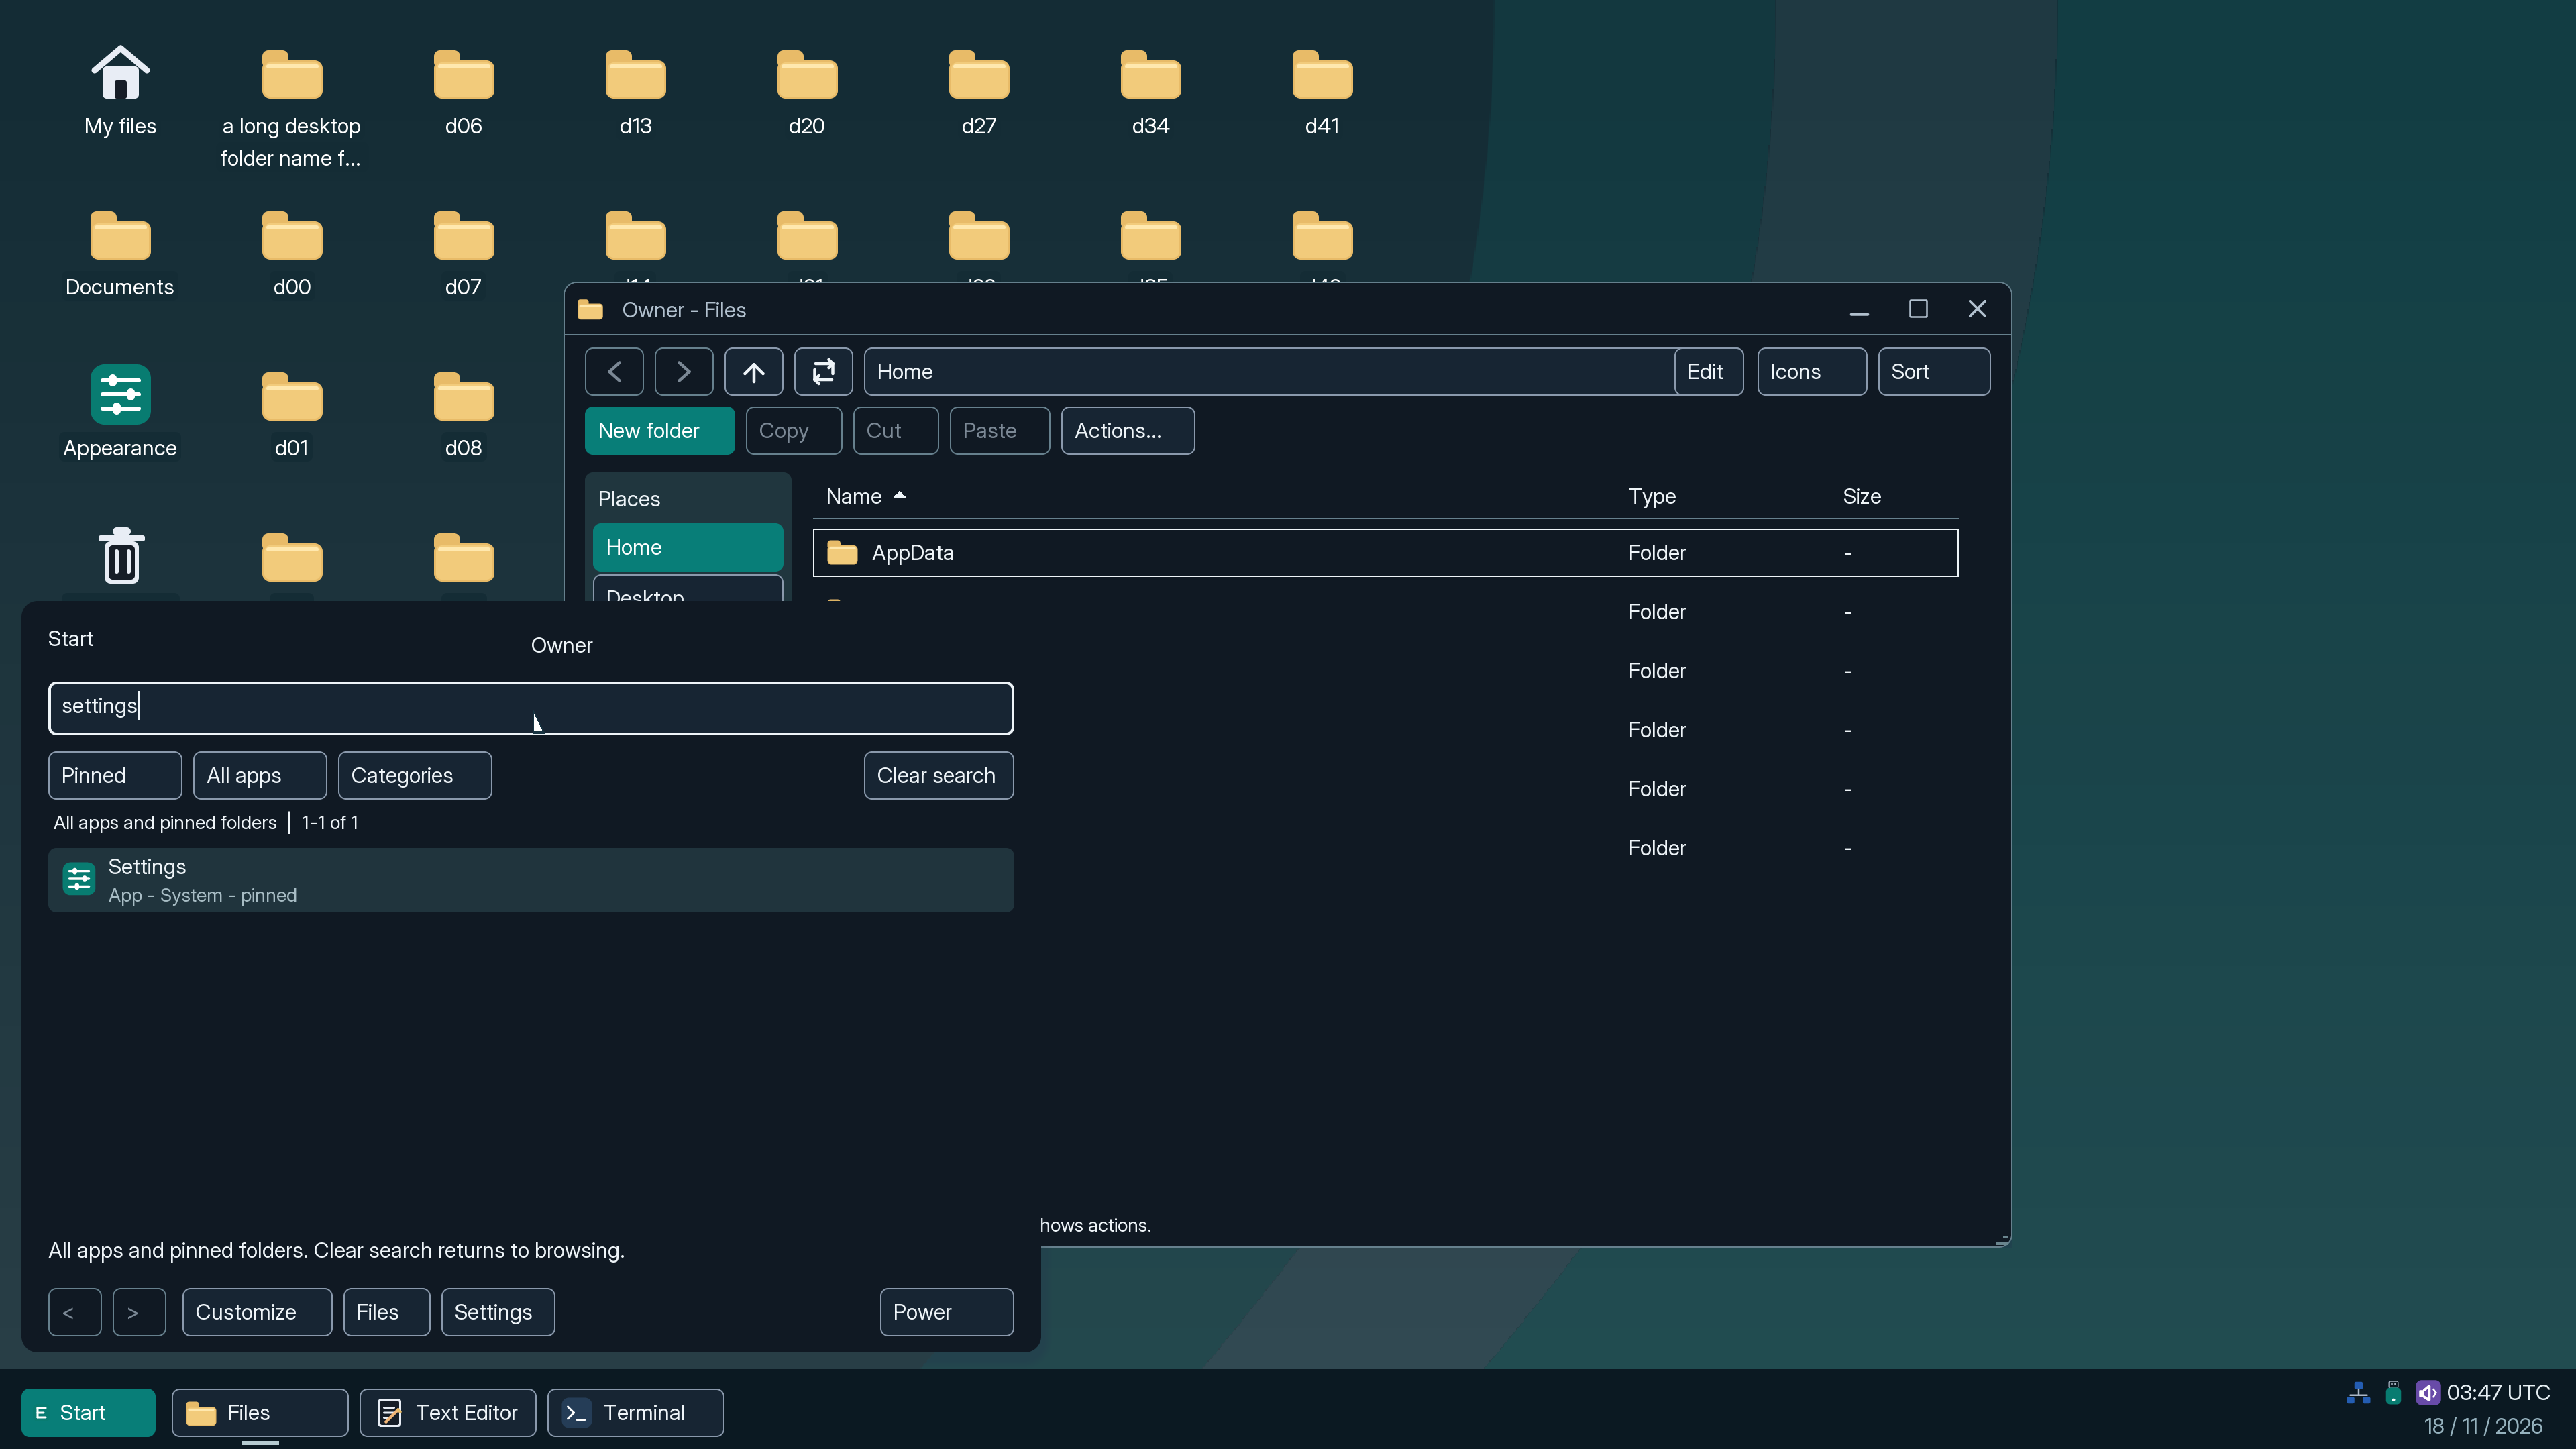 My files
a long desktop
folder name f...
d06
d13
d20
d27
d34
d41
Documents
d00
d07
Appearance
d01
d08
Owner - Files
Home
Edit
Icons
Sort
New folder
Copy
Cut
Paste
Actions...
Places
Home
Desktop
Name
Type
Size
AppData
Folder
-
Folder
-
Folder
-
Folder
-
Folder
-
Folder
-
hows actions.
Start
Owner
settings
Pinned
All apps
Categories
Clear search
All apps and pinned folders | 1-1 of 1
Settings
App - System - pinned
All apps and pinned folders. Clear search returns to browsing.
<
>
Customize
Files
Settings
Power
E Start
Files
Text Editor
Terminal
03:47 UTC
18 / 11 / 2026